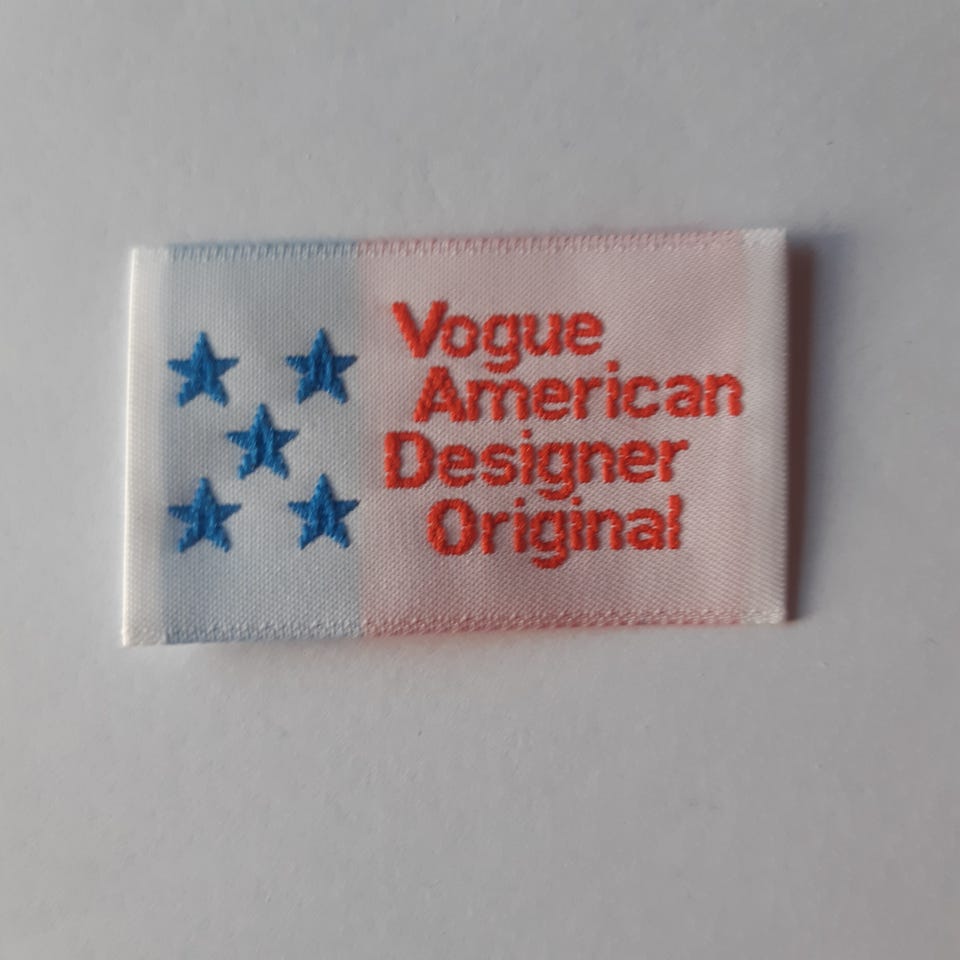 Vogue
American
Designer
Original